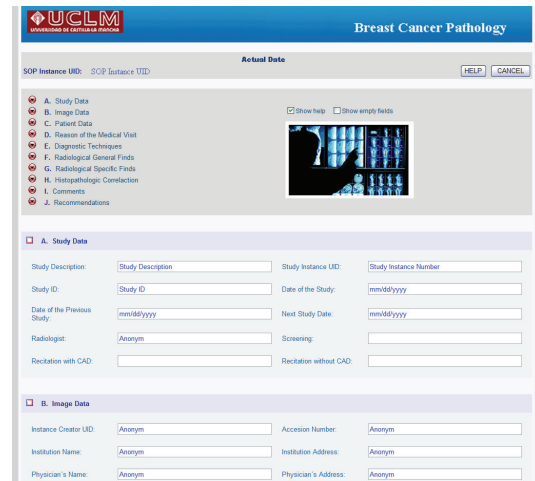 UCLM
UNIVERSIDAD DE CASTILLA-LA MANCHA
Breast Cancer Pathology
Actual Date
SOP Instance UID: SOP Instance UID
HELP CANCEL
A. Study Data
B. Image Data
C. Patient Data
D. Reason of the Medical Visit
E. Diagnostic Techniques
F. Radiological General Finds
G. Radiological Specific Finds
H. Histopathologic Correlaction
I. Comments
J. Recommendations
Show help Show empty fields
A. Study Data
Study Description: Study Description Study Instance UID: Study Instance Number
Study ID: Study ID Date of the Study: mm/dd/yyyy
Date of the Previous Study: mm/dd/yyyy Next Study Date: mm/dd/yyyy
Radiologist: Anonym Screening:
Recitation with CAD: Recitation without CAD:
B. Image Data
Instance Creator UID: Anonym Accesion Number: Anonym
Institution Name: Anonym Institution Address: Anonym
Physician´s Name: Anonym Physician´s Address: Anonym